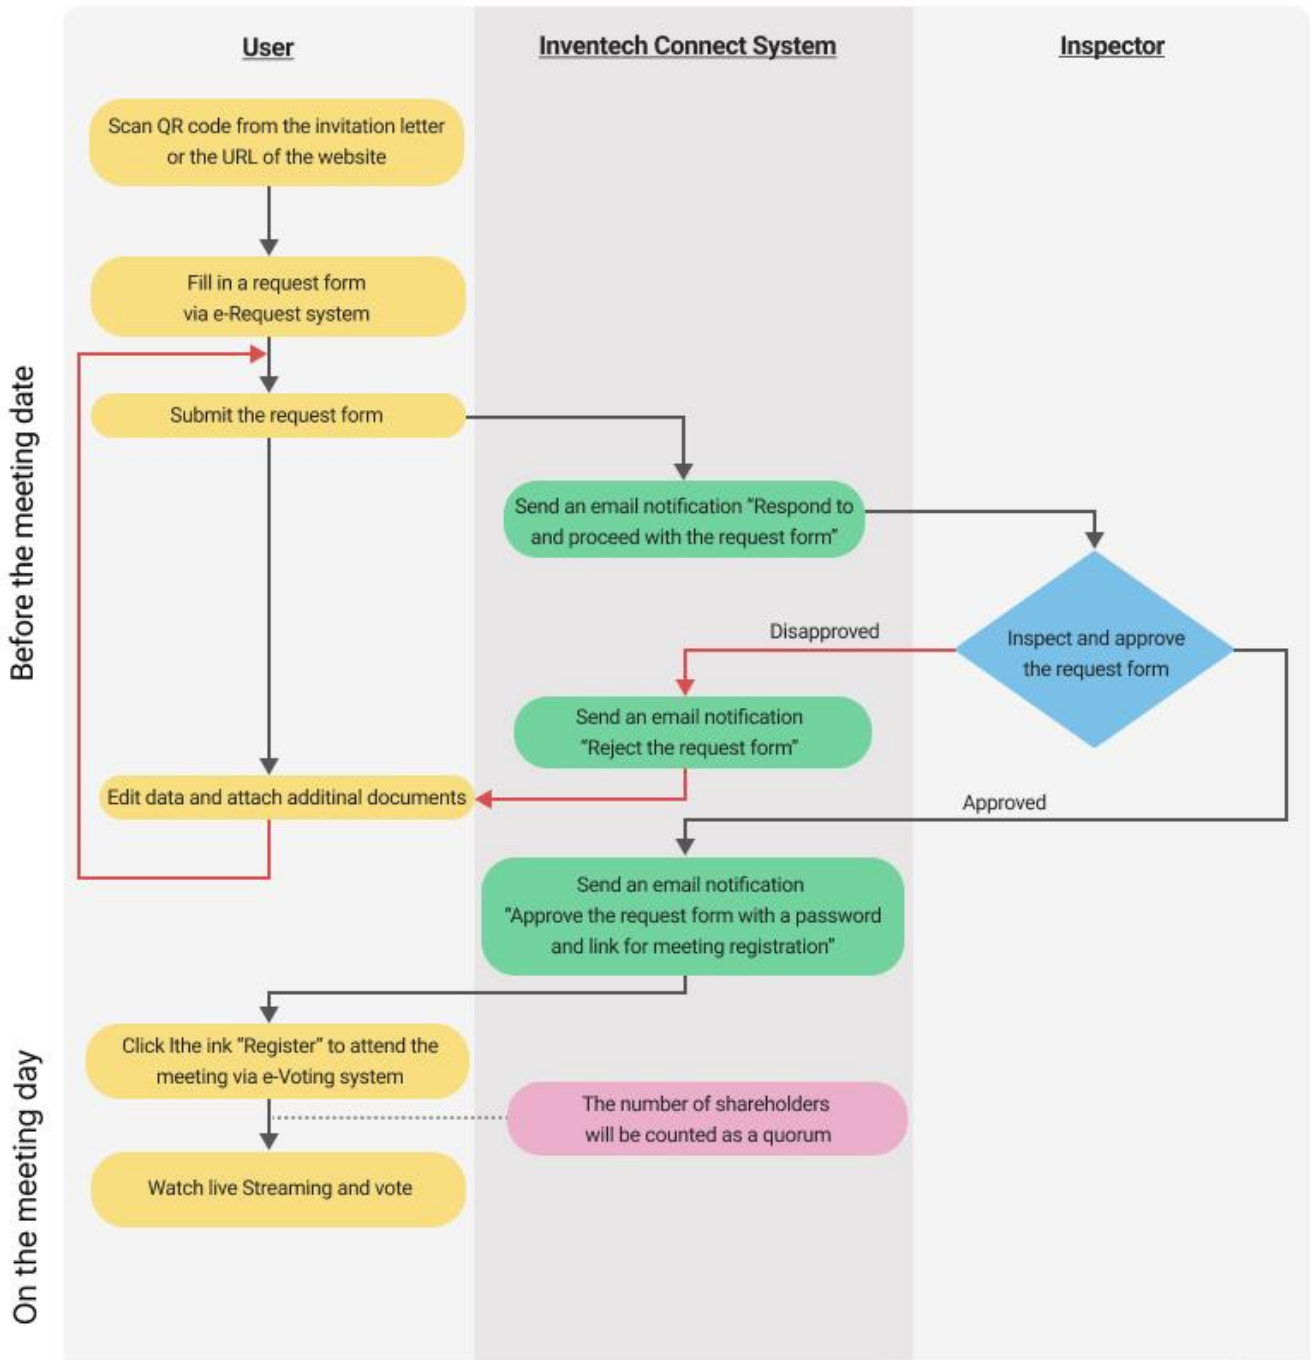 User
Inventech Connect System
Inspector
Before the meeting date
Scan QR code from the invitation letter
or the URL of the website
Fill in a request form
via e-Request system
Submit the request form
Send an email notification “Respond to
and proceed with the request form”
Inspect and approve
the request form
Disapproved
Send an email notification
“Reject the request form”
Edit data and attach additinal documents
Approved
Send an email notification
“Approve the request form with a password
and link for meeting registration”
On the meeting day
Click lthe ink “Register” to attend the
meeting via e-Voting system
The number of shareholders
will be counted as a quorum
Watch live Streaming and vote